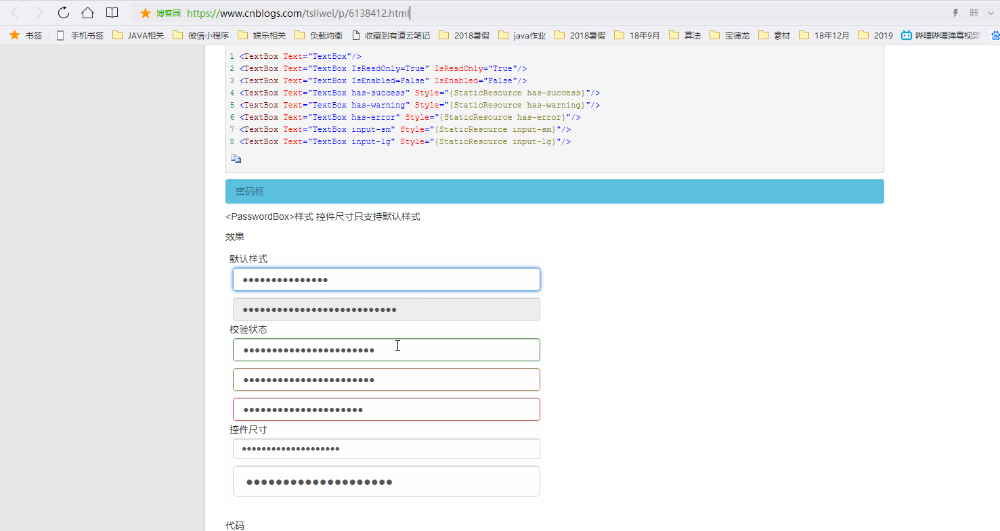 博客园 https://www.cnblogs.com/tsliwei/p/6138412.html
书签 手机书签 JAVA相关 微信小程序 娱乐相关 负载均衡 收藏到有道云笔记 2018暑假 java作业 2018暑假 18年9月 算法 宝德龙 素材 18年12月 2019 哔哩哔哩弹幕视频
1 <TextBox Text="TextBox"/>
2 <TextBox Text="TextBox IsReadOnly=True" IsReadOnly="True"/>
3 <TextBox Text="TextBox IsEnabled=False" IsEnabled="False"/>
4 <TextBox Text="TextBox has-success" Style="{StaticResource has-success}"/>
5 <TextBox Text="TextBox has-warning" Style="{StaticResource has-warning}"/>
6 <TextBox Text="TextBox has-error" Style="{StaticResource has-error}"/>
7 <TextBox Text="TextBox input-sm" Style="{StaticResource input-sm}"/>
8 <TextBox Text="TextBox input-lg" Style="{StaticResource input-lg}"/>
密码框
<PasswordBox>样式 控件尺寸只支持默认样式
效果
默认样式
校验状态
控件尺寸
代码